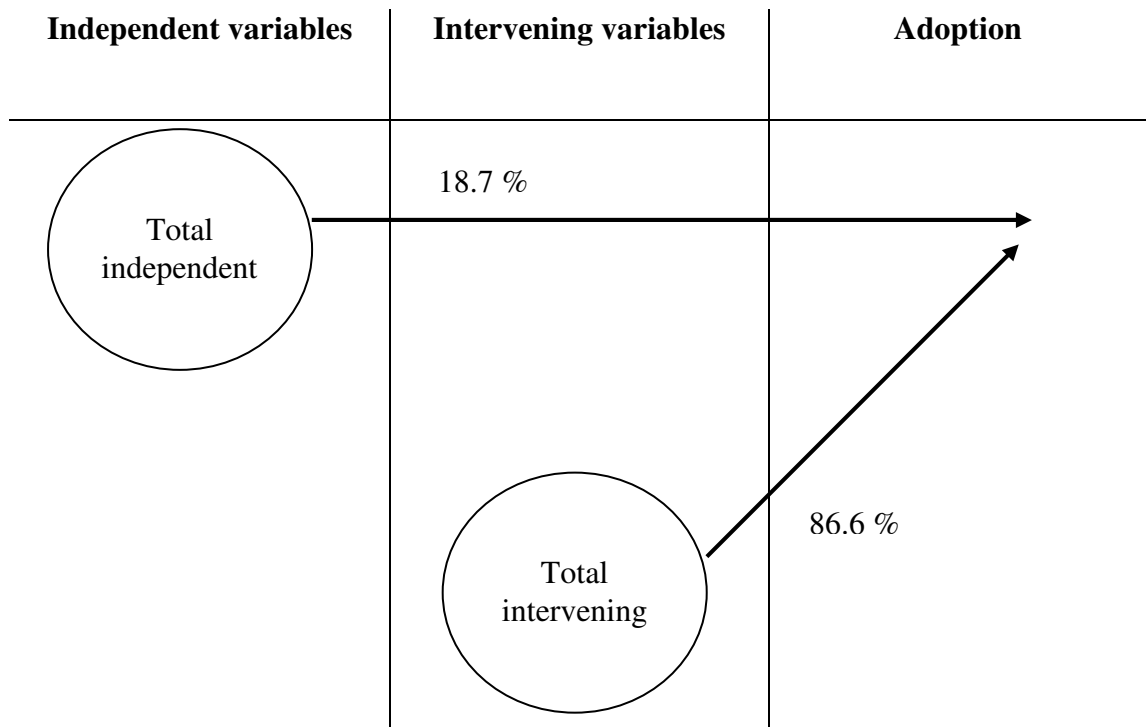 Independent variables
Intervening variables
Adoption
18.7 %
Total
independent
86.6 %
Total
intervening